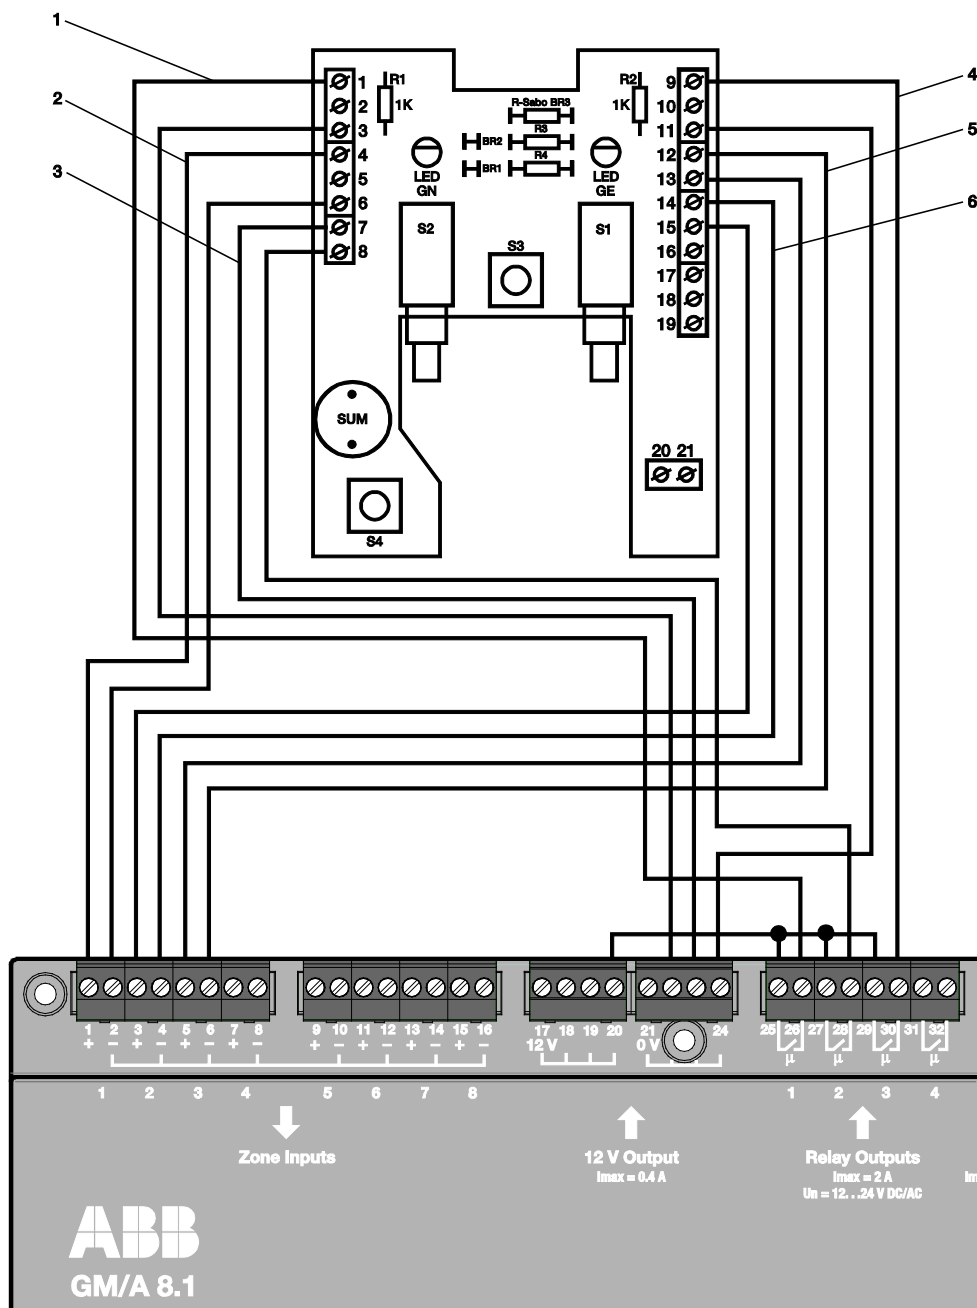 1
2
3
4
5
6
1
2
3
4
5
6
7
8
R1
1K
R2
1K
R-Sabo BR3
R3
BR2
R4
BR1
LED
GN
LED
GE
S2
S3
S1
9
10
11
12
13
14
15
16
17
18
19
SUM
S4
20 21
1 2 3 4 5 6 7 8
+ – + – + – + –
9 10 11 12 13 14 15 16
+ – + – + – + –
17 18 19 20
12 V
21 24
0 V
25 26 27 28 29 30 31 32
µ µ µ µ
1 2 3 4
5 6 7 8
1 2 3 4
Zone Inputs
12 V Output
Imax = 0.4 A
Relay Outputs
Imax = 2 A
Un = 12...24 V DC/AC
ABB
GM/A 8.1